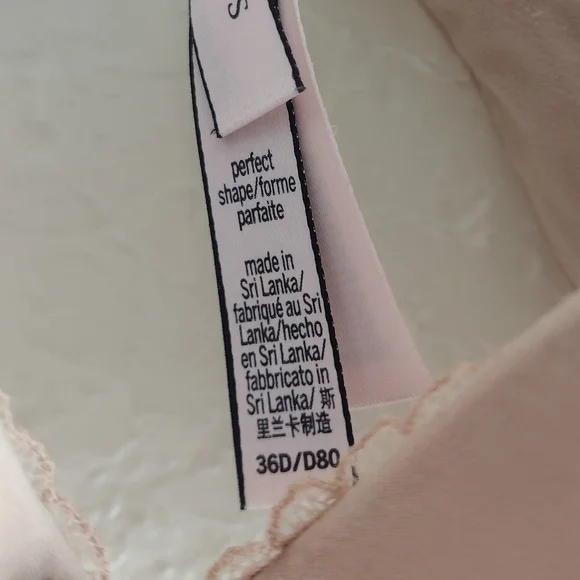 S
perfect
shape/forme
parfaite
made in
Sri Lanka/
fabriqué au Sri
Lanka/hecho
en Sri Lanka/
fabbricato in
Sri Lanka/ 斯
里兰卡制造
36D/D80